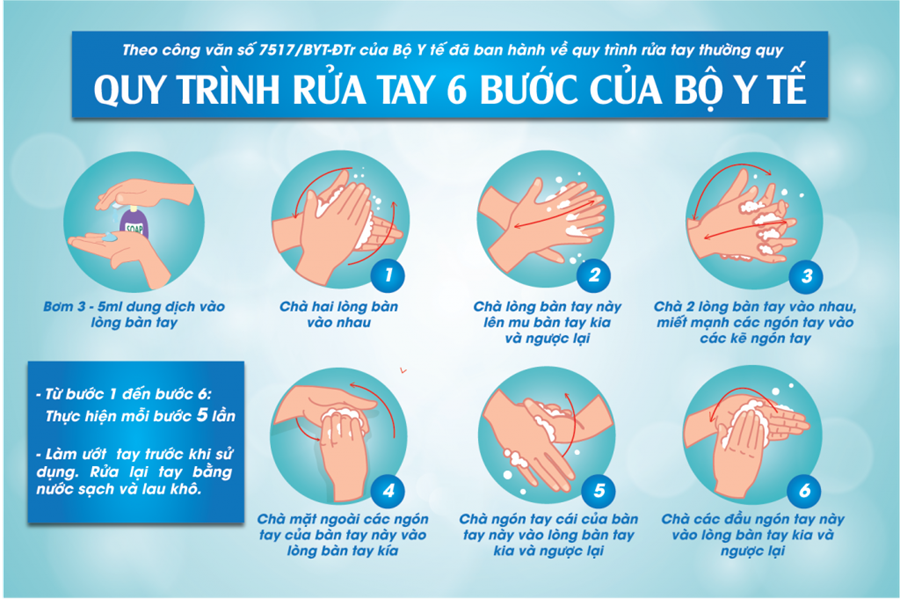 Theo công văn số 7517/BYT-ĐTr của Bộ Y tế đã ban hành về quy trình rửa tay thường quy
QUY TRÌNH RỬA TAY 6 BƯỚC CỦA BỘ Y TẾ
SOAP
Bơm 3 - 5ml dung dịch vào
lòng bàn tay
1
Chà hai lòng bàn
vào nhau
2
Chà lòng bàn tay này
lên mu bàn tay kia
và ngược lại
3
Chà 2 lòng bàn tay vào nhau,
miết mạnh các ngón tay vào
các kẽ ngón tay
- Từ bước 1 đến bước 6:
Thực hiện mỗi bước 5 lần
- Làm ướt tay trước khi sử
dụng. Rửa lại tay bằng
nước sạch và lau khô.
4
Chà mặt ngoài các ngón
tay của bàn tay này vào
lòng bàn tay kía
5
Chà ngón tay cái của bàn
tay này vào lòng bàn tay
kia và ngược lại
6
Chà các đầu ngón tay này
vào lòng bàn tay kia và
ngược lại